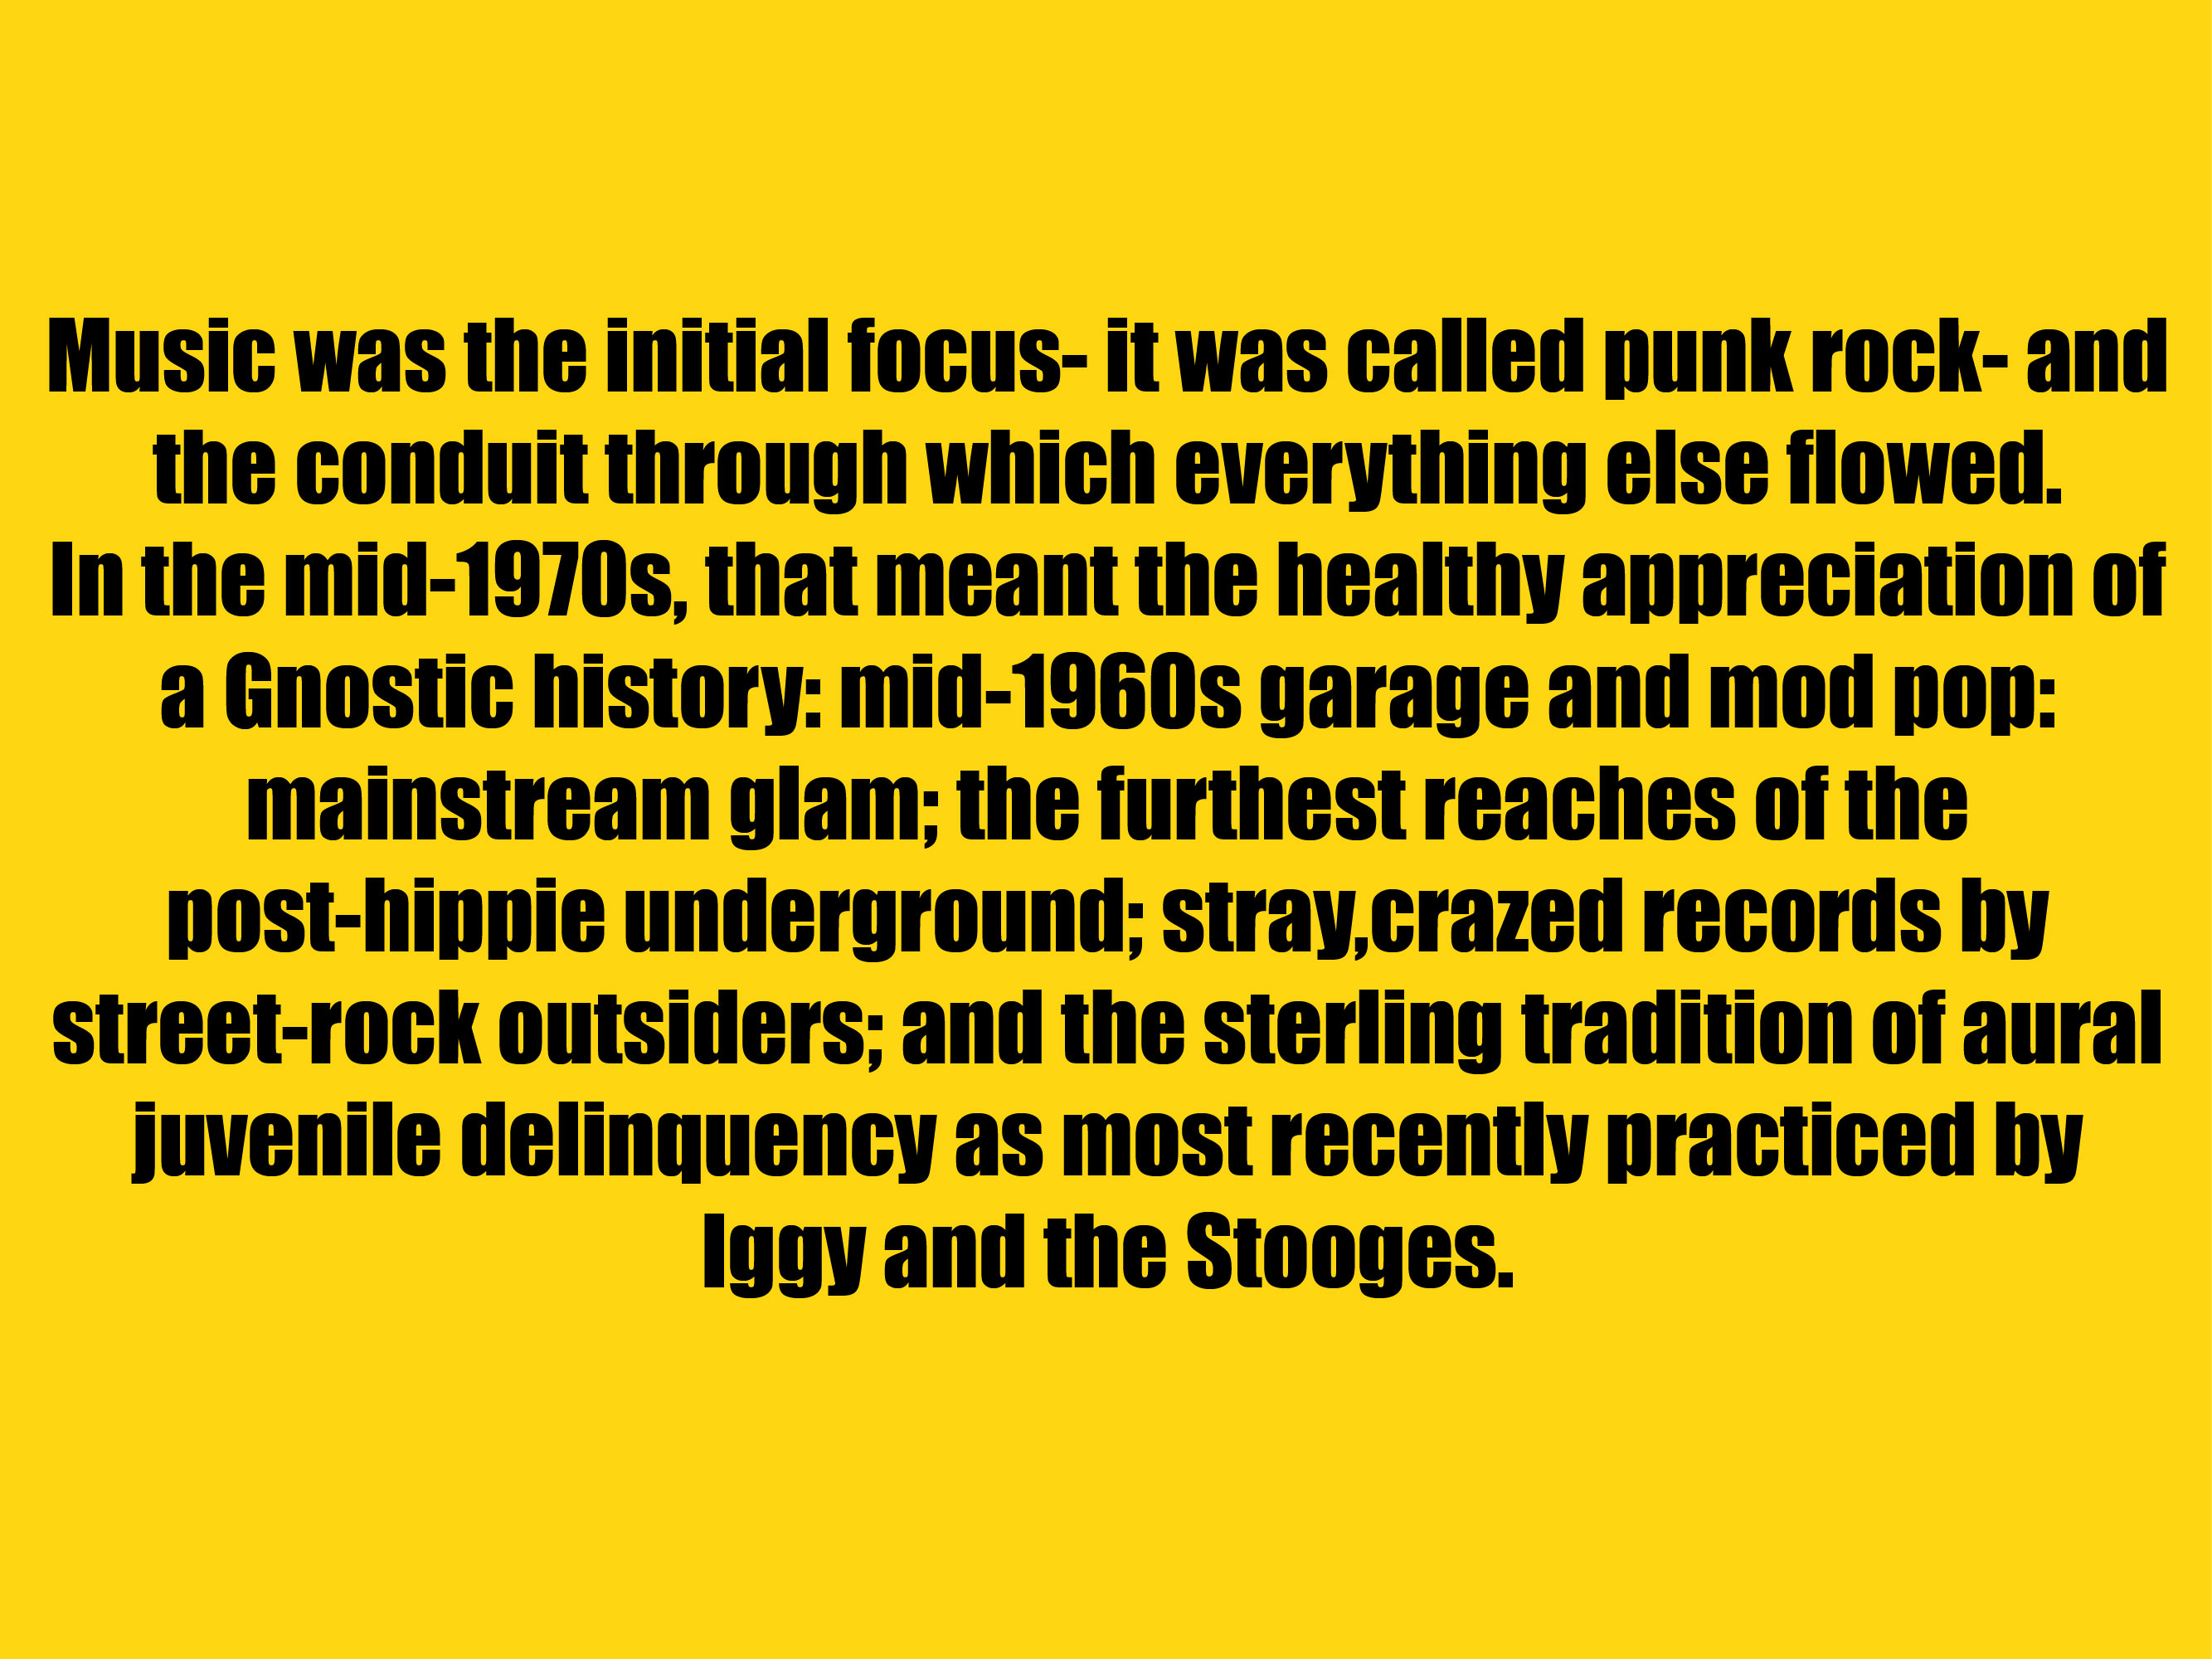 Music was the initial focus- it was called punk rock- and
the conduit through which everything else flowed.
In the mid-1970s, that meant the healthy appreciation of
a Gnostic history: mid-1960s garage and mod pop:
mainstream glam; the furthest reaches of the
post-hippie underground; stray,crazed records by
street-rock outsiders; and the sterling tradition of aural
juvenile delinquency as most recently practiced by
Iggy and the Stooges.